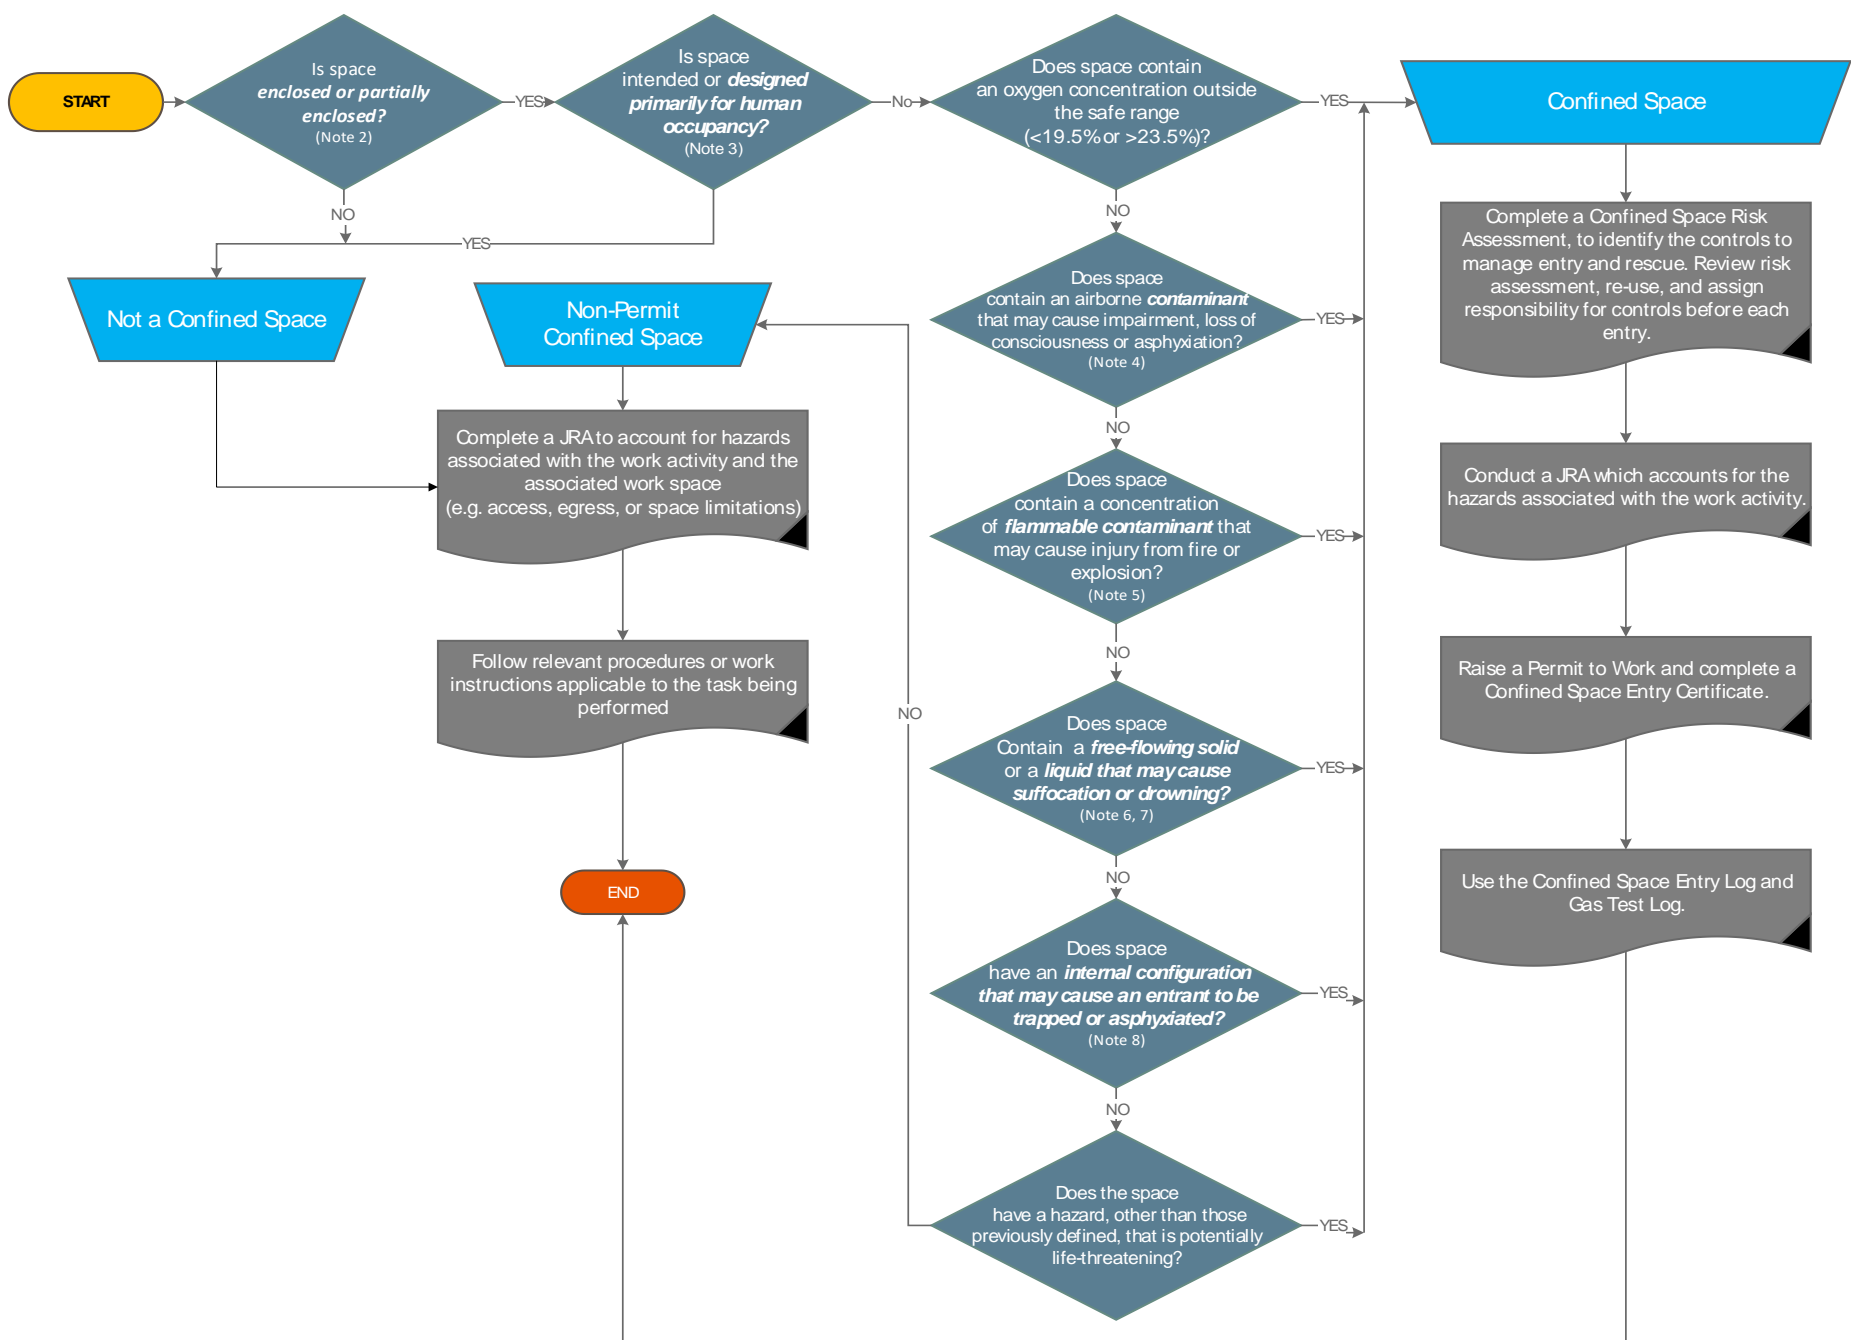 START
Is space
enclosed or partially
enclosed?
(Note 2)
YES
NO
Is space
intended or designed
primarily for human
occupancy?
(Note 3)
No
YES
Does space contain
an oxygen concentration outside
the safe range
(<19.5% or >23.5%)?
YES
NO
Confined Space
Not a Confined Space
Non-Permit
Confined Space
Does space
contain an airborne contaminant
that may cause impairment, loss of
consciousness or asphyxiation?
(Note 4)
YES
NO
Complete a Confined Space Risk
Assessment, to identify the controls to
manage entry and rescue. Review risk
assessment, re-use, and assign
responsibility for controls before each
entry.
Complete a JRA to account for hazards
associated with the work activity and the
associated work space
(e.g. access, egress, or space limitations)
Does space
contain a concentration
of flammable contaminant that
may cause injury from fire or
explosion?
(Note 5)
YES
NO
Conduct a JRA which accounts for the
hazards associated with the work activity.
Follow relevant procedures or work
instructions applicable to the task being
performed
NO
Does space
Contain a free-flowing solid
or a liquid that may cause
suffocation or drowning?
(Note 6, 7)
YES
NO
Raise a Permit to Work and complete a
Confined Space Entry Certificate.
END
Does space
have an internal configuration
that may cause an entrant to be
trapped or asphyxiated?
(Note 8)
YES
NO
Use the Confined Space Entry Log and
Gas Test Log.
Does the space
have a hazard, other than those
previously defined, that is potentially
life-threatening?
YES